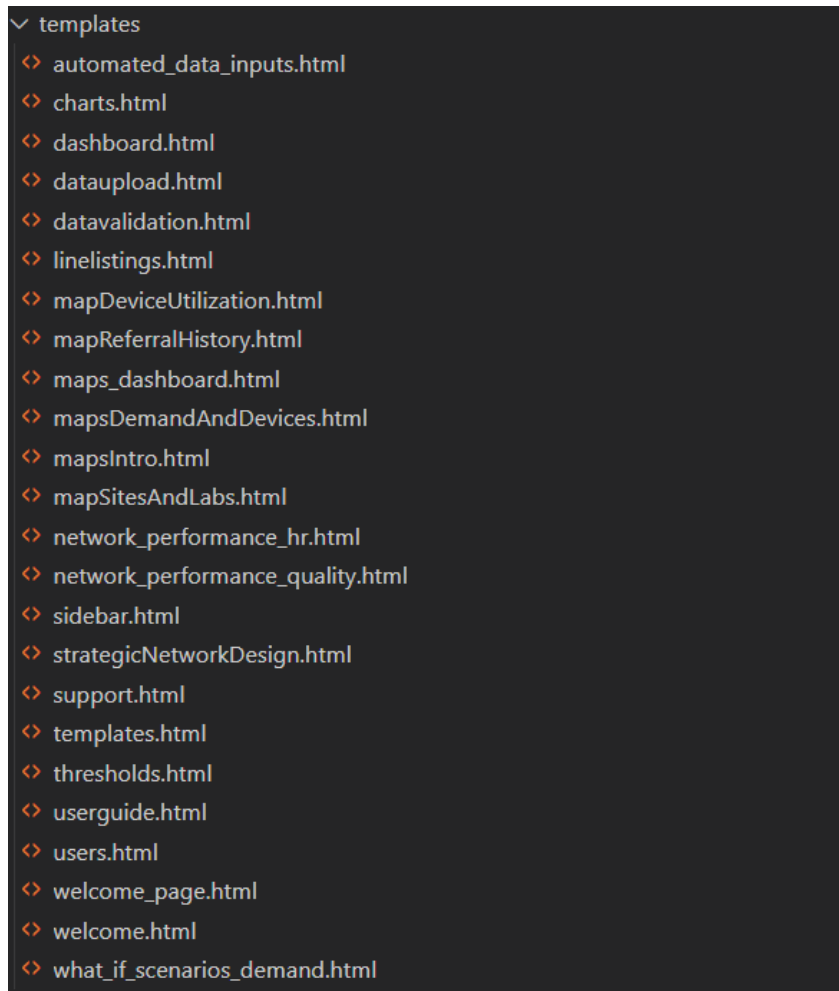 templates
automated_data_inputs.html
charts.html
dashboard.html
dataupload.html
datavalidation.html
linelistings.html
mapDeviceUtilization.html
mapReferralHistory.html
maps_dashboard.html
mapsDemandAndDevices.html
mapsIntro.html
mapSitesAndLabs.html
network_performance_hr.html
network_performance_quality.html
sidebar.html
strategicNetworkDesign.html
support.html
templates.html
thresholds.html
userguide.html
users.html
welcome_page.html
welcome.html
what_if_scenarios_demand.html